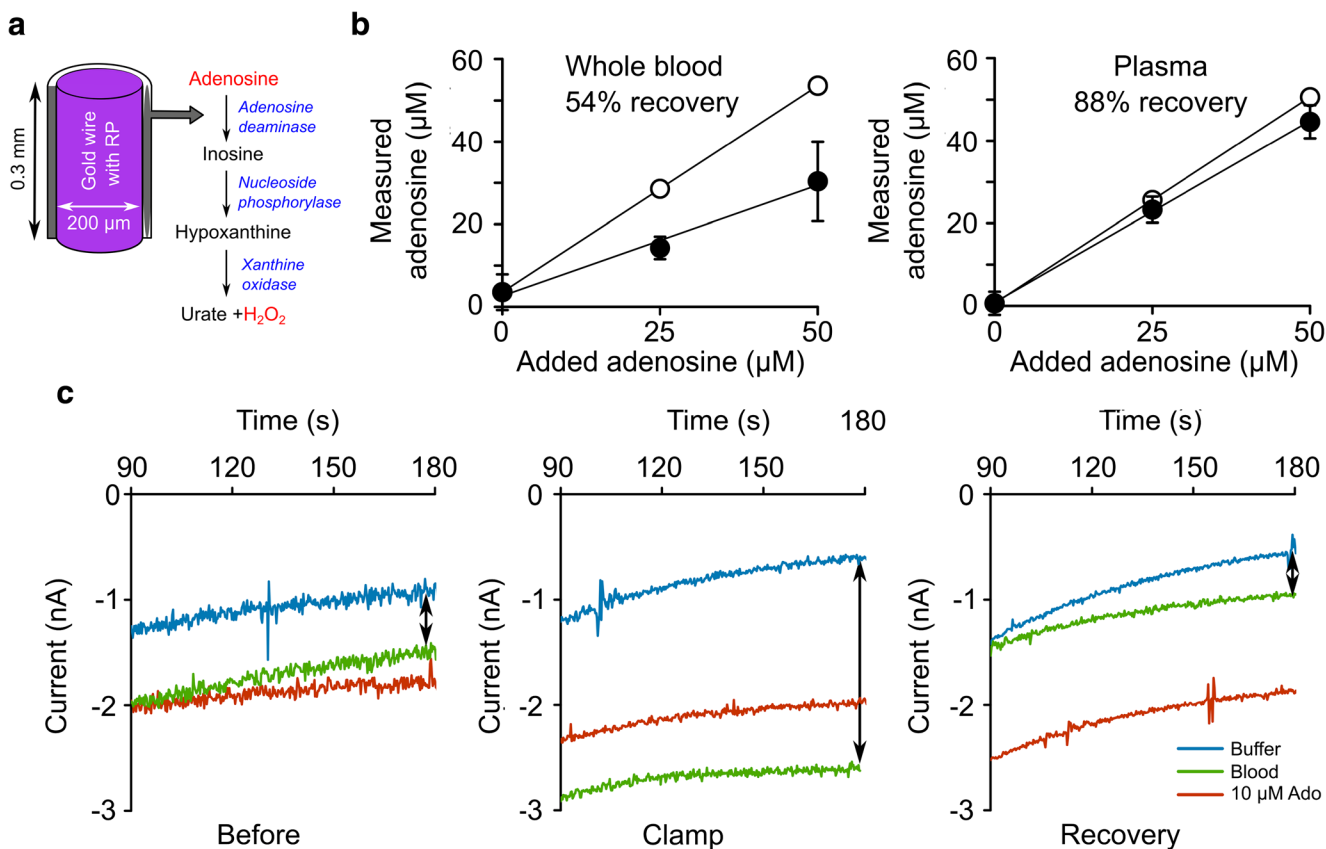 a
0.3 mm
Gold wire
with RP
200 µm
Adenosine
Adenosine
deaminase
Inosine
Nucleoside
phosphorylase
Hypoxanthine
Xanthine
oxidase
Urate +H₂O₂
b
Measured
adenosine (µM)
60
40
20
0
Whole blood
54% recovery
0 25 50
Added adenosine (µM)
Measured
adenosine (µM)
60
40
20
0
Plasma
88% recovery
0 25 50
Added adenosine (µM)
c
Time (s)
90 120 150 180
0
-1
-2
-3
Current (nA)
Before
Time (s) 180
90 120 150
0
-1
-2
-3
Current (nA)
Clamp
Time (s)
90 120 150 180
0
-1
-2
-3
Current (nA)
Buffer
Blood
10 µM Ado
Recovery